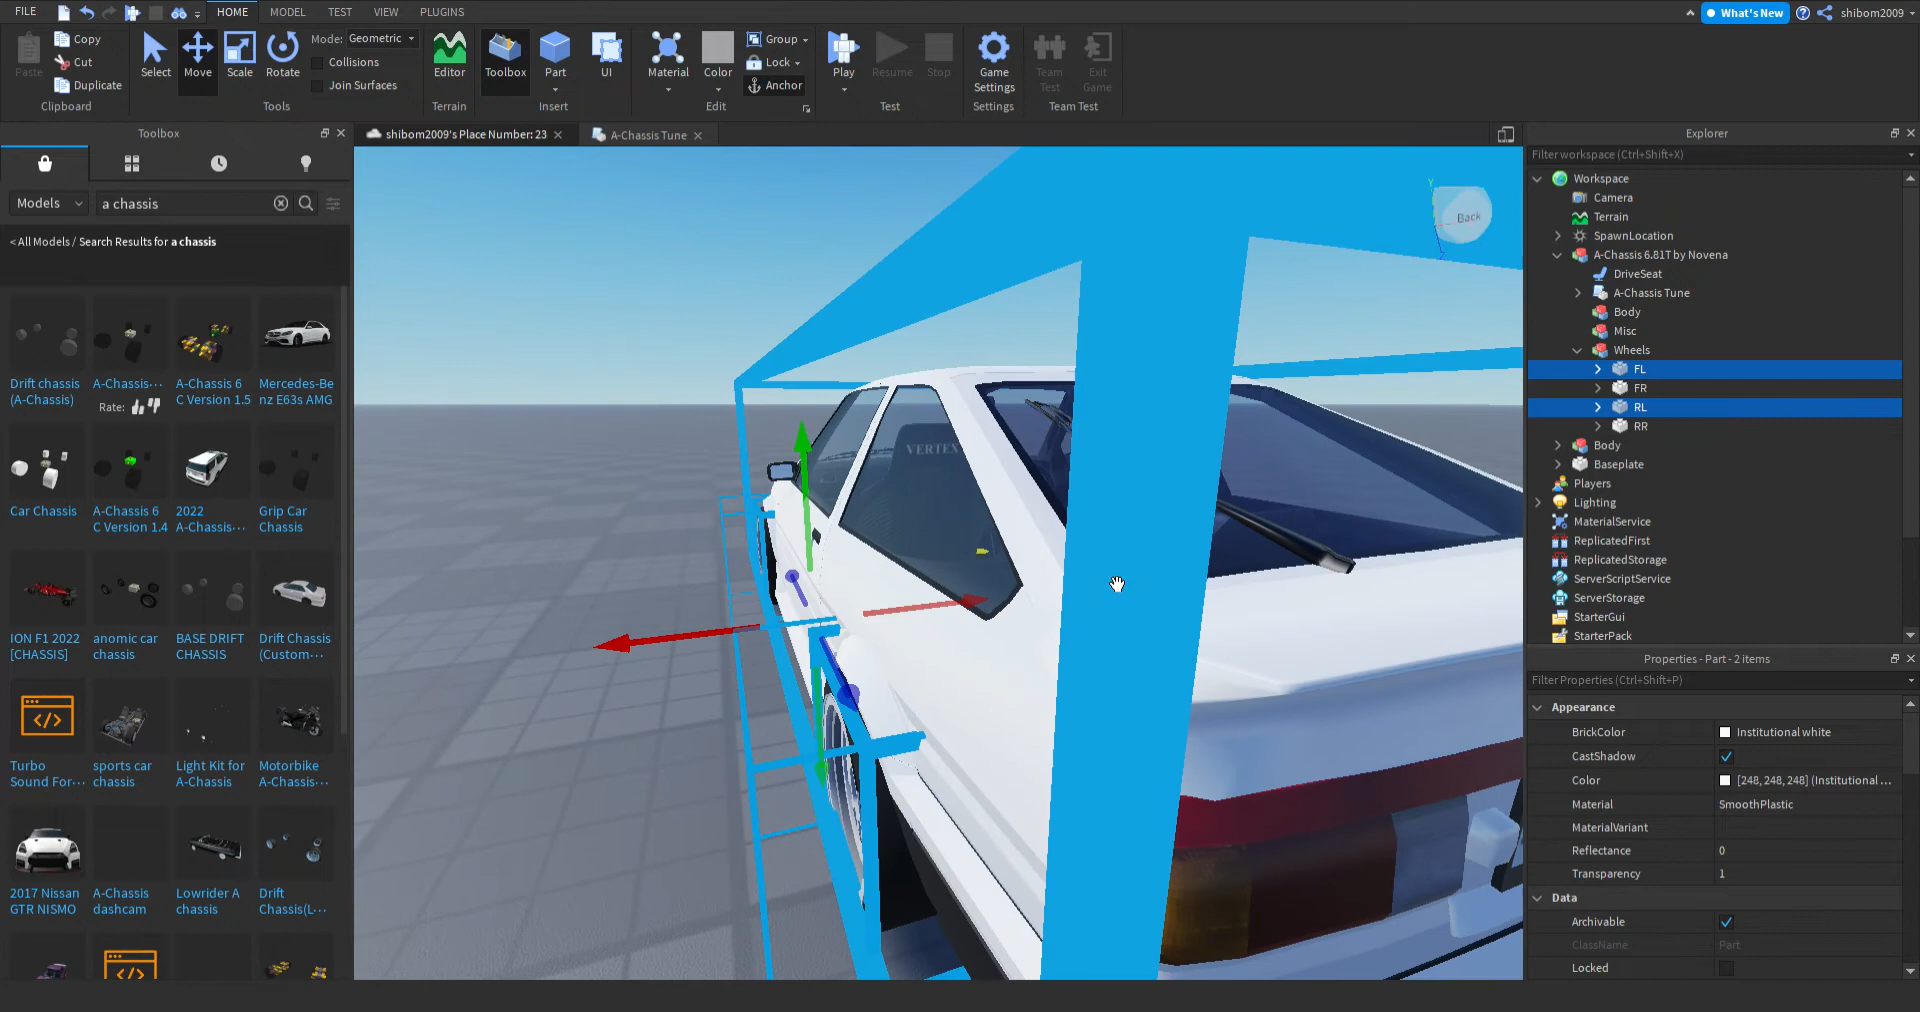 FILE
HOME
MODEL
TEST
VIEW
PLUGINS
What's New
shibom2009
Paste
Copy
Cut
Duplicate
Clipboard
Select
Move
Scale
Rotate
Mode: Geometric
Collisions
Join Surfaces
Tools
Editor
Terrain
Toolbox
Part
UI
Insert
Material
Color
Group
Lock
Anchor
Edit
Play
Resume
Stop
Test
Game
Settings
Settings
Team
Test
Exit
Game
Team Test
Toolbox
shibom2009's Place Number: 23
A-Chassis Tune
Models
a chassis
< All Models / Search Results for a chassis
Drift chassis
(A-Chassis)
A-Chassis···
Rate:
A-Chassis 6
C Version 1.5
Mercedes-Be
nz E63s AMG
Car Chassis
A-Chassis 6
C Version 1.4
2022
A-Chassis···
Grip Car
Chassis
ION F1 2022
[CHASSIS]
anomic car
chassis
BASE DRIFT
CHASSIS
Drift Chassis
(Custom···
Turbo
Sound For···
sports car
chassis
Light Kit for
A-Chassis
Motorbike
A-Chassis···
2017 Nissan
GTR NISMO
A-Chassis
dashcam
Lowrider A
chassis
Drift
Chassis(L···
VERTEX
Y
Back
Z
Explorer
Filter workspace (Ctrl+Shift+X)
Workspace
Camera
Terrain
SpawnLocation
A-Chassis 6.81T by Novena
DriveSeat
A-Chassis Tune
Body
Misc
Wheels
FL
FR
RL
RR
Body
Baseplate
Players
Lighting
MaterialService
ReplicatedFirst
ReplicatedStorage
ServerScriptService
ServerStorage
StarterGui
StarterPack
Properties - Part - 2 items
Filter Properties (Ctrl+Shift+P)
Appearance
BrickColor Institutional white
CastShadow
Color [248, 248, 248] (Institutional ...
Material SmoothPlastic
MaterialVariant
Reflectance 0
Transparency 1
Data
Archivable
ClassName Part
Locked